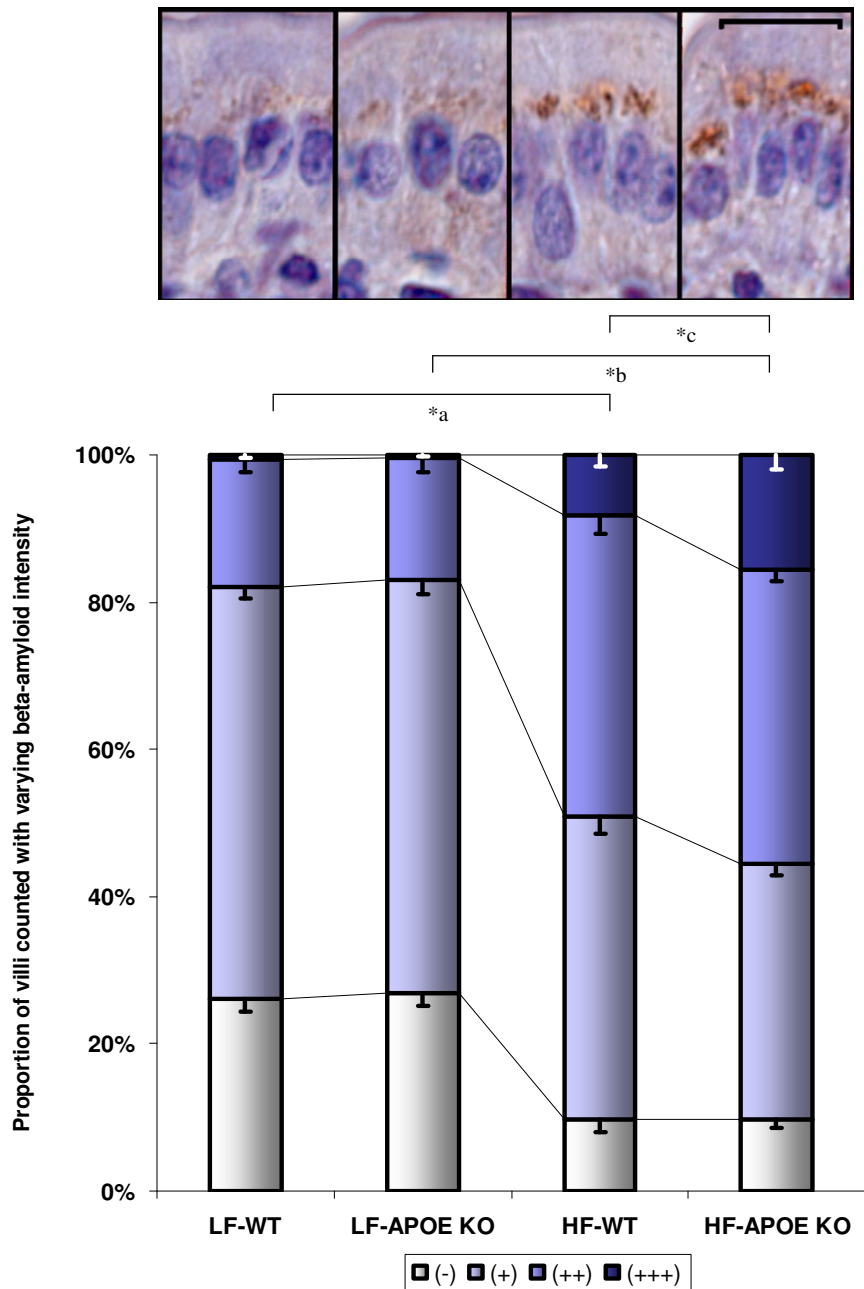 *c
*b
*a
Proportion of villi counted with varying beta-amyloid intensity
100%
80%
60%
40%
20%
0%
LF-WT LF-APOE KO HF-WT HF-APOE KO
(-) (+) (++) (+++)